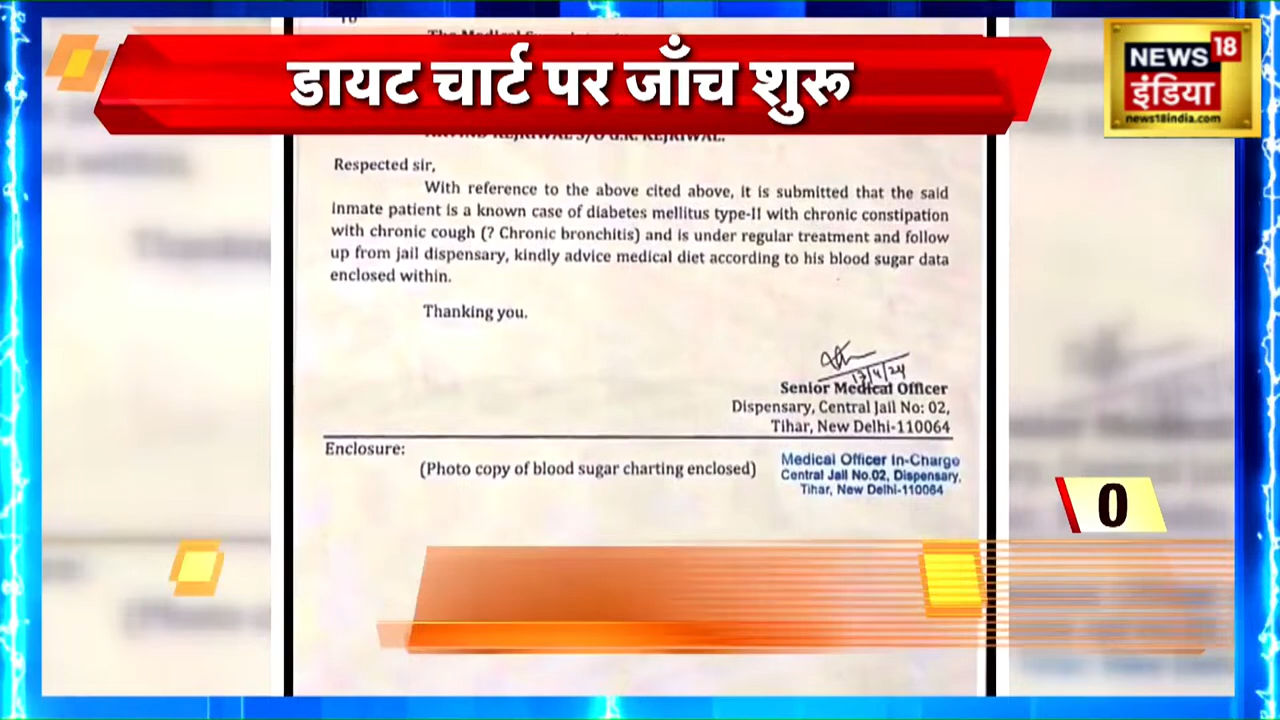 To
डायट चार्ट पर जाँच शुरू
NEWS 18
इंडिया
news18india.com
Respected sir,
With reference to the above cited above, it is submitted that the said
inmate patient is a known case of diabetes mellitus type-II with chronic constipation
with chronic cough (? Chronic bronchitis) and is under regular treatment and follow
up from jail dispensary, kindly advice medical diet according to his blood sugar data
enclosed within.
Thanking you.
13/4/24
Senior Medical Officer
Dispensary, Central Jail No: 02,
Tihar, New Delhi-110064
Enclosure:
(Photo copy of blood sugar charting enclosed)
Medical Officer In-Charge
Central Jail No.02, Dispensary,
Tihar, New Delhi-110064
0